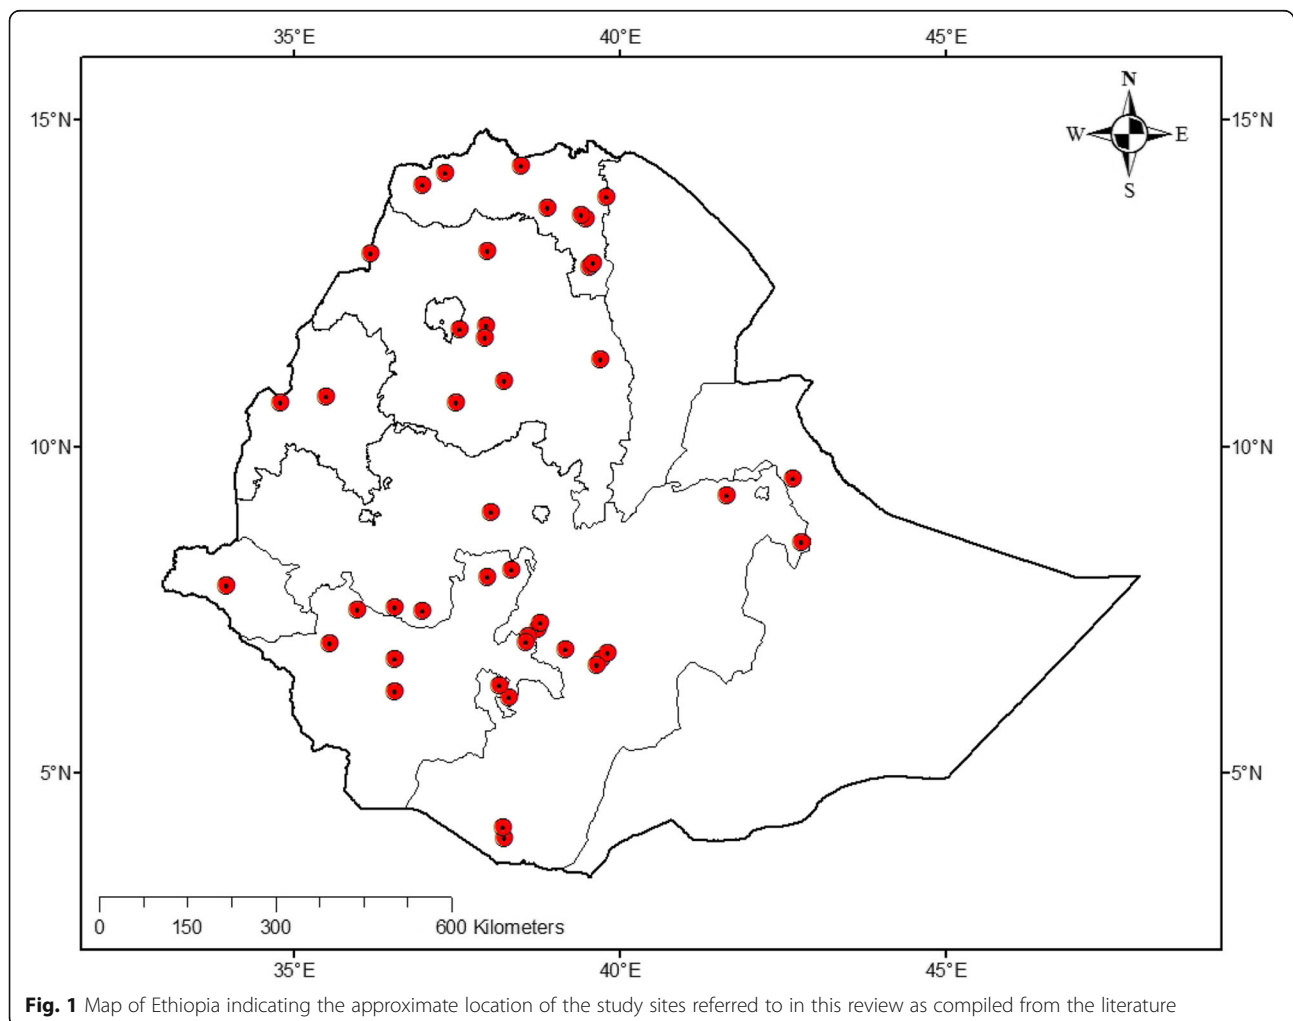 35°E 40°E 45°E
N
15°N W E 15°N
S
10°N 10°N
5°N 5°N
0 150 300 600 Kilometers
35°E 40°E 45°E
Fig. 1 Map of Ethiopia indicating the approximate location of the study sites referred to in this review as compiled from the literature